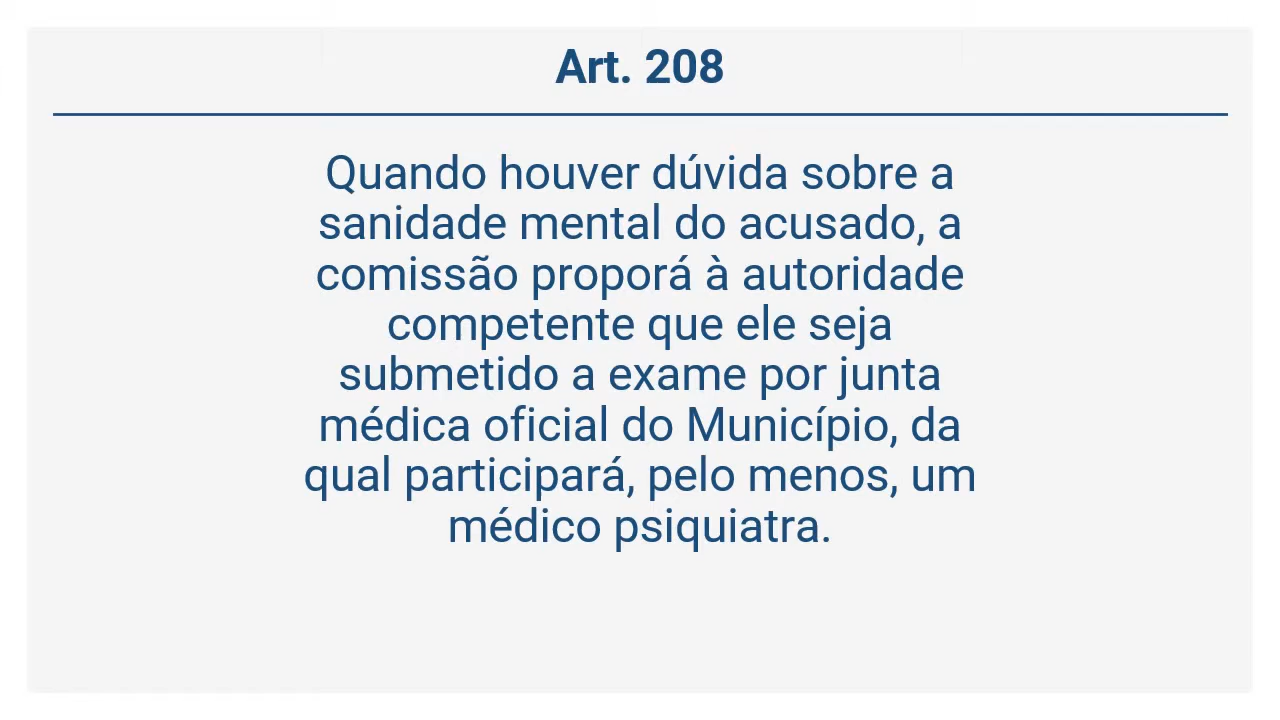 Art. 208
Quando houver dúvida sobre a
sanidade mental do acusado, a
comissão proporá à autoridade
competente que ele seja
submetido a exame por junta
médica oficial do Município, da
qual participará, pelo menos, um
médico psiquiatra.